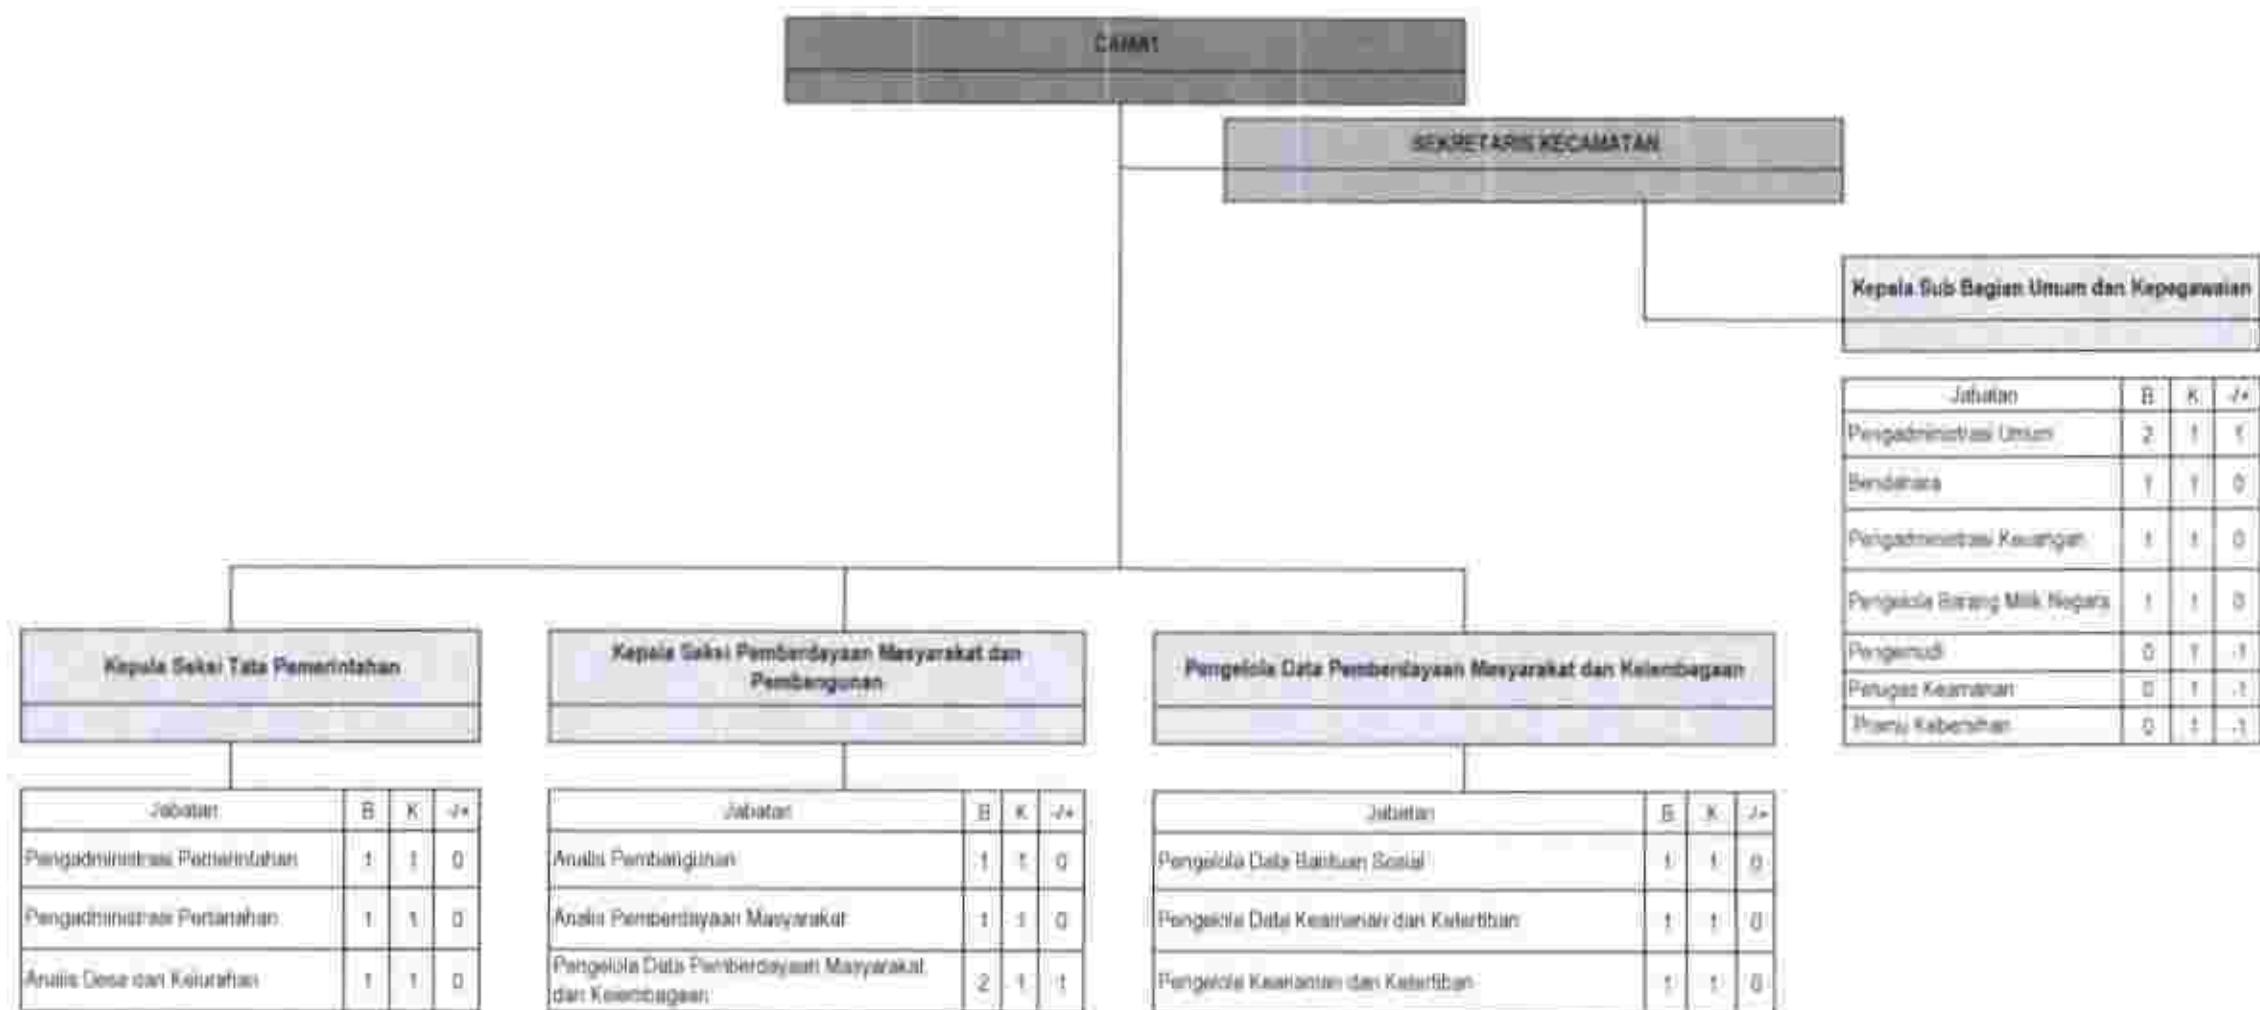 CAMAT
SEKRETARIS KECAMATAN
Kepala Sub Bagian Umum dan Kepegawaian
Jabatan B K -/+
Pengadministrasi Umum 2 1 1
Bendahara 1 1 0
Pengadministrasi Keuangan 1 1 0
Pengelola Barang Milik Negara 1 1 0
Pengemudi 0 1 -1
Petugas Keamanan 0 1 -1
Pramu Kebersihan 0 1 -1
Kepala Seksi Tata Pemerintahan
Jabatan B K -/+
Pengadministrasi Pemerintahan 1 1 0
Pengadministrasi Pertanahan 1 1 0
Analis Desa dan Kelurahan 1 1 0
Kepala Seksi Pemberdayaan Masyarakat dan
Pembangunan
Jabatan B K -/+
Analis Pembangunan 1 1 0
Analis Pemberdayaan Masyarakat 1 1 0
Pengelola Data Pemberdayaan Masyarakat
dan Kelembagaan 2 1 1
Pengelola Data Pemberdayaan Masyarakat dan Kelembagaan
Jabatan B K -/+
Pengelola Data Bantuan Sosial 1 1 0
Pengelola Data Keamanan dan Ketertiban 1 1 0
Pengelola Keamanan dan Ketertiban 1 1 0